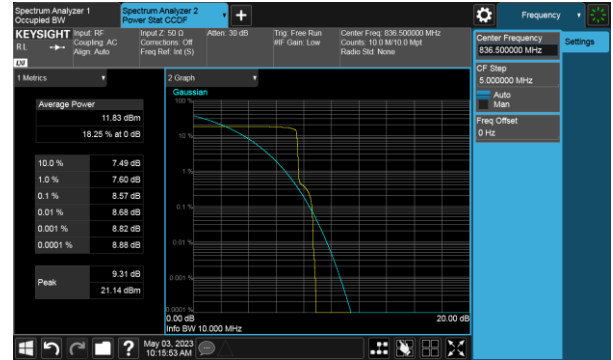 Spectrum Analyzer 1
Occupied BW
Spectrum Analyzer 2
Power Stat CCDF
+
Frequency
KEYSIGHT
RL
LXI
Input: RF
Coupling: AC
Align: Auto
Input Z: 50 Ω
Corrections: Off
Freq Ref: Int (S)
Atten: 30 dB
Trig: Free Run
#IF Gain: Low
Center Freq: 836.500000 MHz
Counts: 10.0 M/10.0 Mpt
Radio Std: None
Center Frequency
836.500000 MHz
Settings
CF Step
5.000000 MHz
Auto
Man
Freq Offset
0 Hz
1 Metrics
Average Power
11.83 dBm
18.25 % at 0 dB
10.0 % 7.49 dB
1.0 % 7.60 dB
0.1 % 8.57 dB
0.01 % 8.68 dB
0.001 % 8.82 dB
0.0001 % 8.88 dB
Peak
9.31 dB
21.14 dBm
2 Graph
Gaussian
100 %
10 %
1 %
0.1 %
0.01 %
0.001 %
0.0001 %
0.00 dB
20.00 dB
Info BW 10.000 MHz
?
May 03, 2023
10:15:53 AM